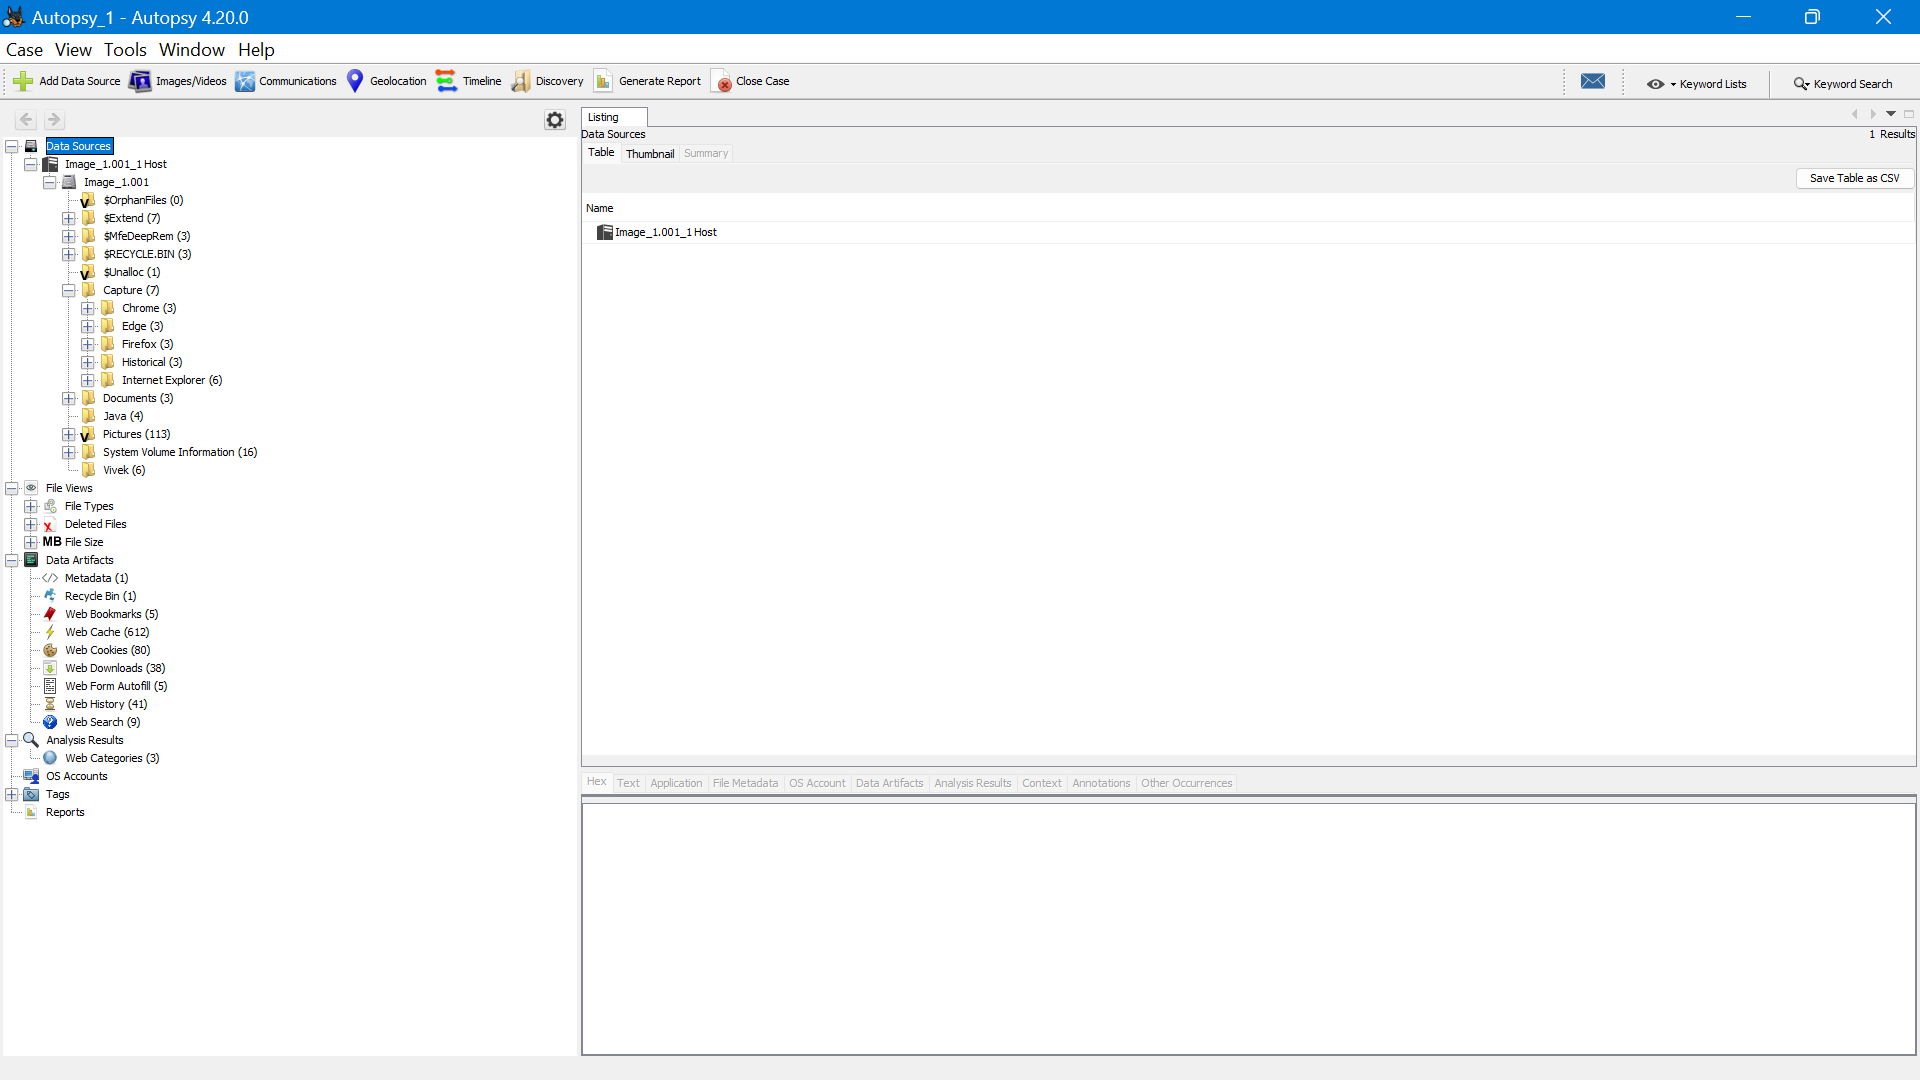 Autopsy_1 - Autopsy 4.20.0
Case View Tools Window Help
Add Data Source Images/Videos Communications Geolocation Timeline Discovery Generate Report Close Case Keyword Lists Keyword Search
Data Sources
Image_1.001_1 Host
Image_1.001
$OrphanFiles (0)
$Extend (7)
$MfeDeepRem (3)
$RECYCLE.BIN (3)
$Unalloc (1)
Capture (7)
Chrome (3)
Edge (3)
Firefox (3)
Historical (3)
Internet Explorer (6)
Documents (3)
Java (4)
Pictures (113)
System Volume Information (16)
Vivek (6)
File Views
File Types
Deleted Files
MB File Size
Data Artifacts
Metadata (1)
Recycle Bin (1)
Web Bookmarks (5)
Web Cache (612)
Web Cookies (80)
Web Downloads (38)
Web Form Autofill (5)
Web History (41)
Web Search (9)
Analysis Results
Web Categories (3)
OS Accounts
Tags
Reports
Listing
Data Sources 1 Results
Table Thumbnail Summary
Save Table as CSV
Name
Image_1.001_1 Host
Hex Text Application File Metadata OS Account Data Artifacts Analysis Results Context Annotations Other Occurrences